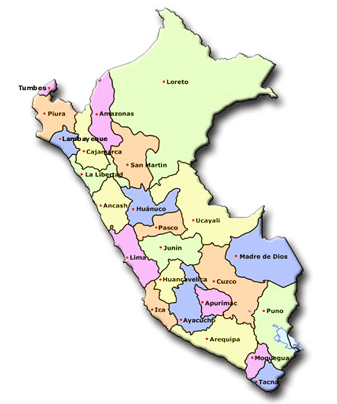 Loreto
Tumbes
Piura
Amazonas
Lambayeque
Cajamarca
San Martín
La Libertad
Ancash
Huánuco
Ucayali
Pasco
Junín
Lima
Madre de Dios
Huancavelica
Cuzco
Apurímac
Ica
Ayacucho
Puno
Arequipa
Moquegua
Tacna